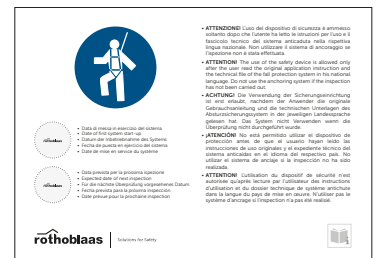 • ATTENZIONE! L'uso del dispositivo di sicurezza è ammesso
soltanto dopo che l'utente ha letto le istruzioni per l'uso e il
fascicolo tecnico del sistema anticaduta nella rispettiva
lingua nazionale. Non utilizzare il sistema di ancoraggio se
l'ispezione non è stata effettuata.
• ATTENTION! The use of the safety device is allowed only
after the user read the original application instruction and
the technical file of the fall protection system in his national
language. Do not use the anchoring system if the inspection
has not been carried out.
• ACHTUNG! Die Verwendung der Sicherungseinrichtung
ist erst erlaubt, nachdem der Anwender die originale
Gebrauchsanleitung und die technischen Unterlagen des
Absturzsicherungssystem in der jeweiligen Landessprache
gelesen hat. Das System nicht Verwenden wenn die
Überprüfung nicht durchgeführt wurde.
• ¡ATENCIÓN! No está permitido utilizar el dispositivo de
protección antes de que el usuario hayan leído las
instrucciones de uso originales y el expediente técnico del
sistema anticaídas en el idioma del respectivo país. No
utilizar el sistema de anclaje si la inspección no ha sido
realizada.
• ATTENTION! L'utilisation du dispositif de sécurité n'est
autorisée qu'après lecture par l'utilisateur des instructions
d'utilisation et du dossier technique de système antichute
dans la langue du pays de mise en œuvre. N'utiliser pas le
système d'ancrage si l'inspection n'a pas été réalisé.
rothoblaas
• Data di messa in esercizio del sistema
• Date of first system start-up
• Datum der Inbetriebnahme des Systems
• Fecha de puesta en ejercicio del sistema
• Date de mise en service du système
rothoblaas
• Data prevista per la prossima ispezione
• Expected date of next inspection
• Für die nächste Überprüfung vorgesehenes Datum
• Fecha prevista para la próxima inspección
• Date prévue pour la prochaine inspection
rothoblaas
Solutions for Safety